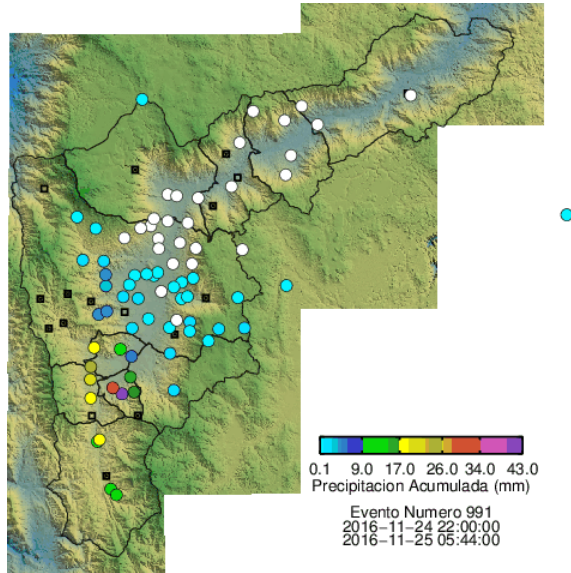 0.1 9.0 17.0 26.0 34.0 43.0
Precipitacion Acumulada (mm)
Evento Numero 991
2016-11-24 22:00:00
2016-11-25 05:44:00